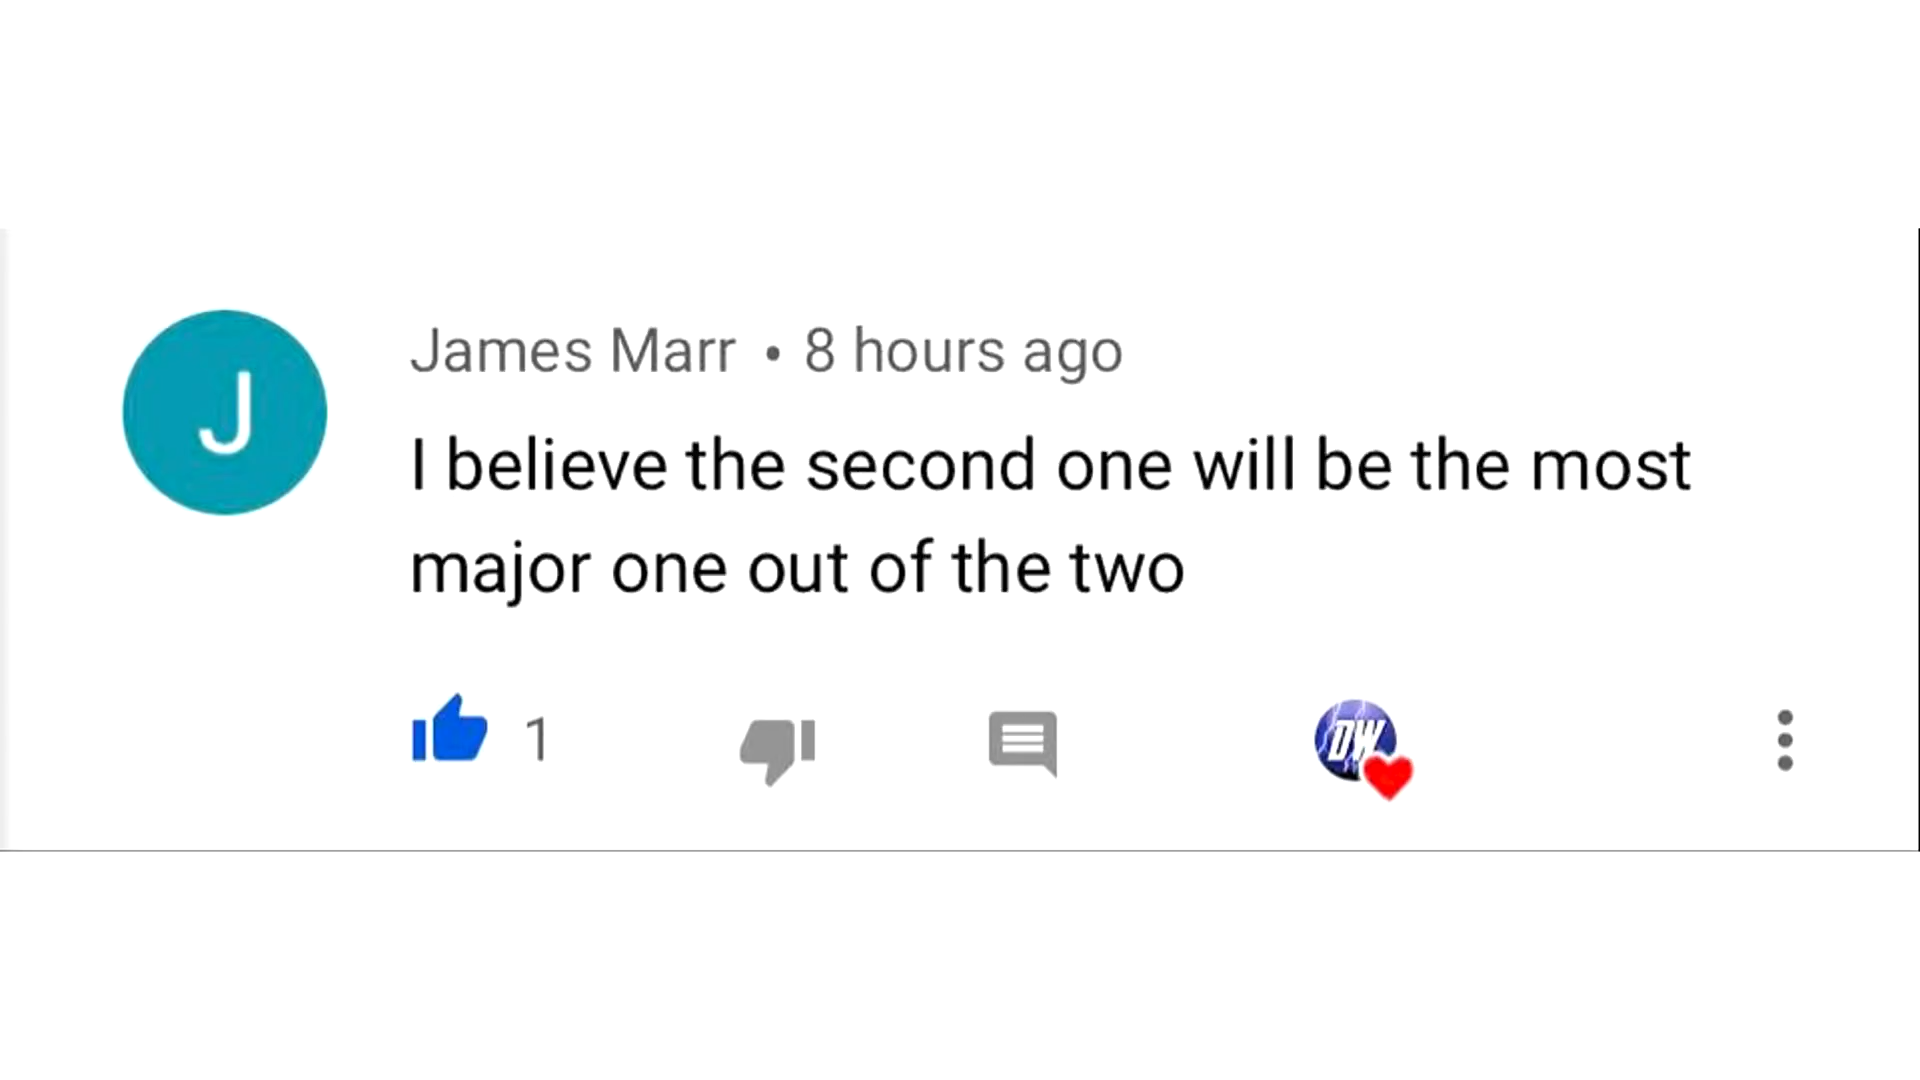 J
James Marr • 8 hours ago
I believe the second one will be the most
major one out of the two
1
DW